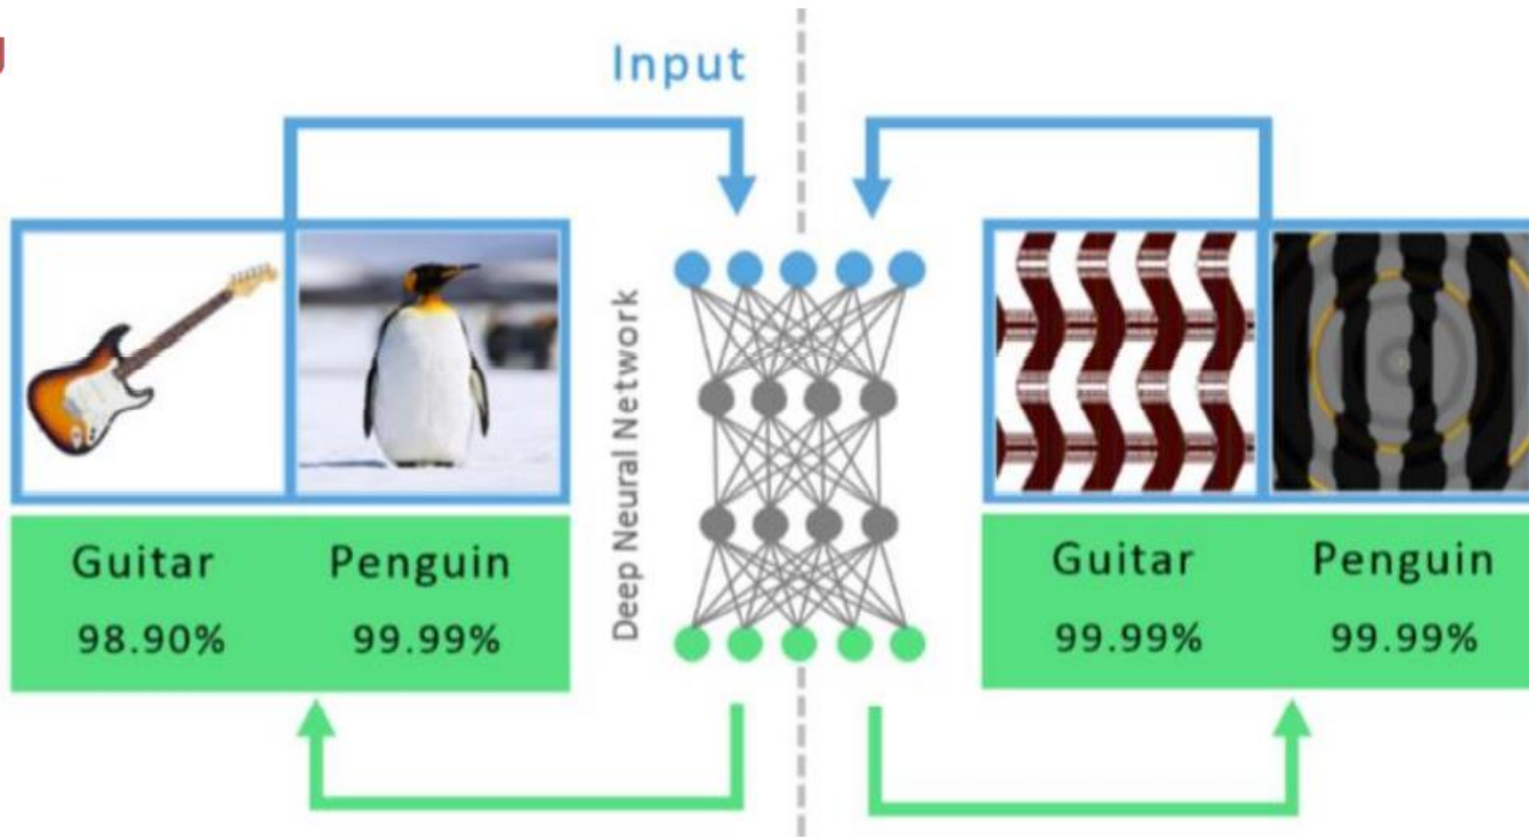 Input
Deep Neural Network
Guitar Penguin
98.90% 99.99%
Guitar Penguin
99.99% 99.99%